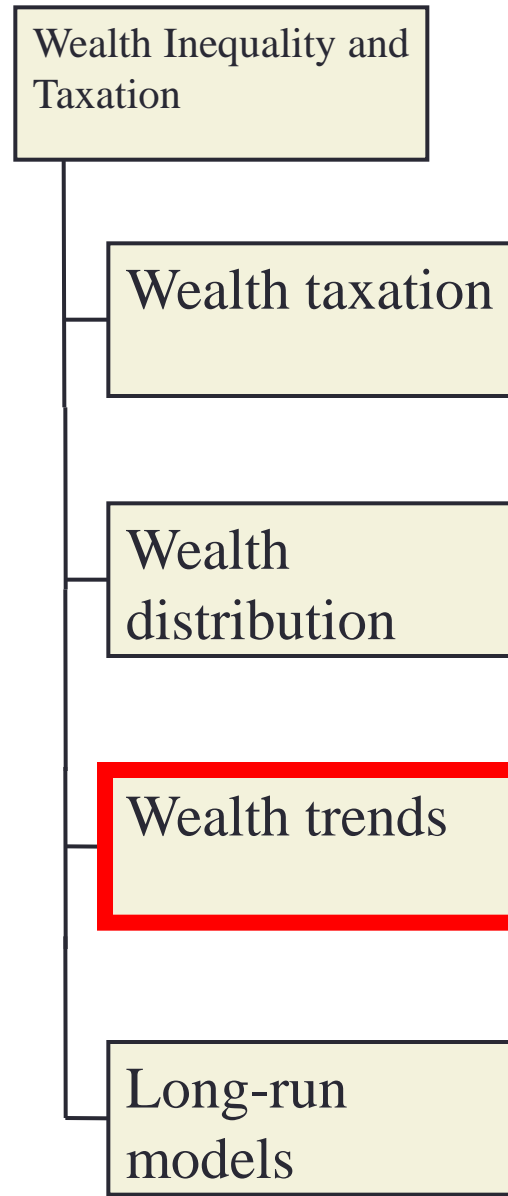 Wealth Inequality and
Taxation
Wealth taxation
Wealth
distribution
Wealth trends
Long-run
models